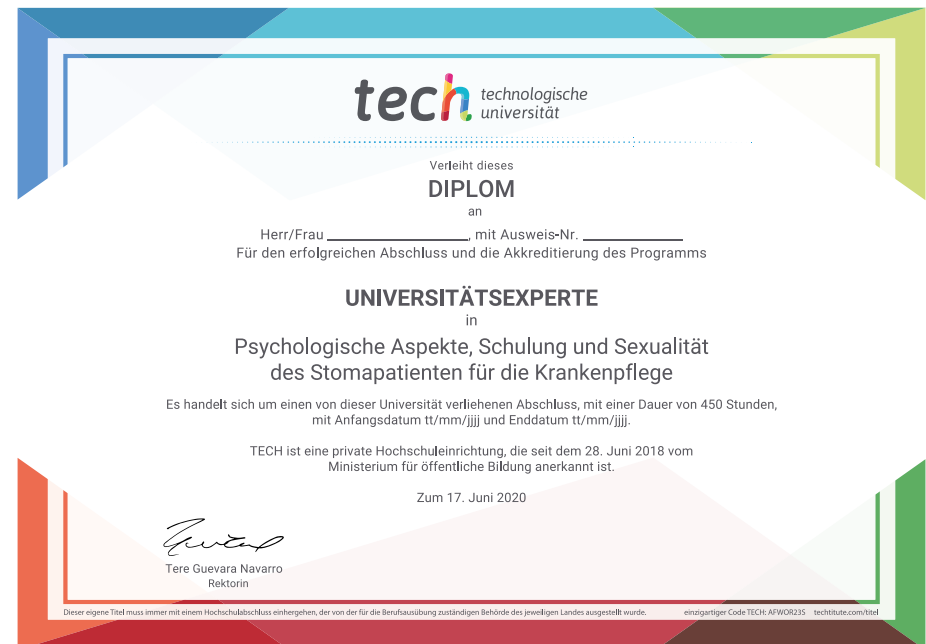 tech technologische
universität
Verleiht dieses
DIPLOM
an
Herr/Frau ____________________, mit Ausweis-Nr. ______________
Für den erfolgreichen Abschluss und die Akkreditierung des Programms
UNIVERSITÄTSEXPERTE
in
Psychologische Aspekte, Schulung und Sexualität
des Stomapatienten für die Krankenpflege
Es handelt sich um einen von dieser Universität verliehenen Abschluss, mit einer Dauer von 450 Stunden,
mit Anfangsdatum tt/mm/jjjj und Enddatum tt/mm/jjjj.
TECH ist eine private Hochschuleinrichtung, die seit dem 28. Juni 2018 vom
Ministerium für öffentliche Bildung anerkannt ist.
Zum 17. Juni 2020
Tere Guevara Navarro
Rektorin
Dieser eigene Titel muss immer mit einem Hochschulabschluss einhergehen, der von der für die Berufsausübung zuständigen Behörde des jeweiligen Landes ausgestellt wurde. einzigartiger Code TECH: AFWOR235 techtitute.com/titel